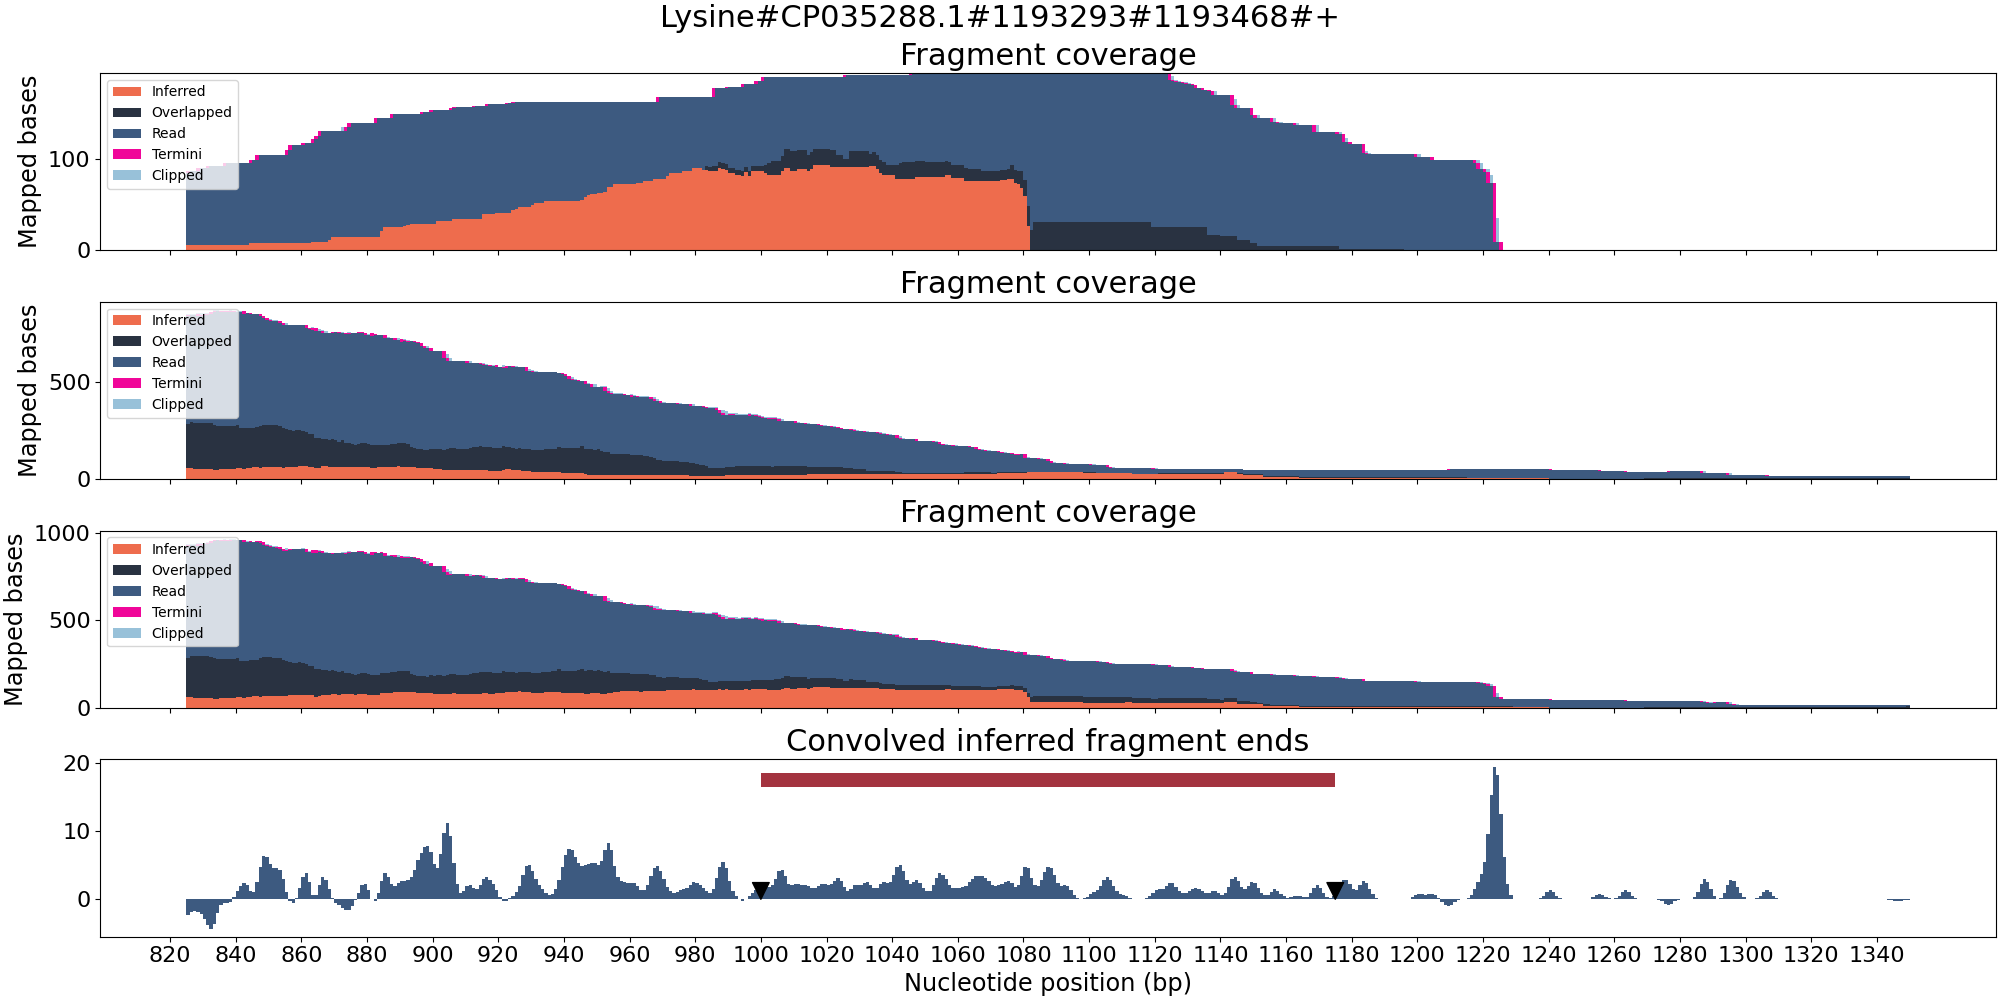 Lysine#CP035288.1#1193293#1193468#+
Fragment coverage
Mapped bases
100
0
Inferred
Overlapped
Read
Termini
Clipped
Fragment coverage
Mapped bases
500
0
Inferred
Overlapped
Read
Termini
Clipped
Fragment coverage
Mapped bases
1000
500
0
Inferred
Overlapped
Read
Termini
Clipped
Convolved inferred fragment ends
20
10
0
820 840 860 880 900 920 940 960 980 1000 1020 1040 1060 1080 1100 1120 1140 1160 1180 1200 1220 1240 1260 1280 1300 1320 1340
Nucleotide position (bp)